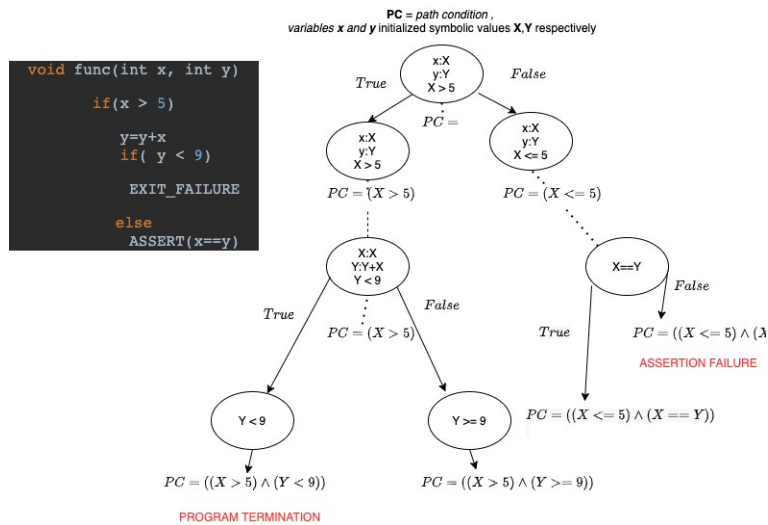 PC = path condition ,
variables x and y initialized symbolic values X,Y respectively
void func(int x, int y)
if(x > 5)
y=y+x
if( y < 9)
EXIT_FAILURE
else
ASSERT(x==y)
x:X
y:Y
X > 5
True
False
PC =
x:X
y:Y
X > 5
x:X
y:Y
X <= 5
PC = (X > 5)
PC = (X <= 5)
X:X
Y:Y+X
Y < 9
X==Y
True
False
PC = (X > 5)
True
False
PC = ((X <= 5) ∧ (X
ASSERTION FAILURE
Y < 9
Y >= 9
PC = ((X <= 5) ∧ (X == Y))
PC = ((X > 5) ∧ (Y < 9))
PC = ((X > 5) ∧ (Y >= 9))
PROGRAM TERMINATION